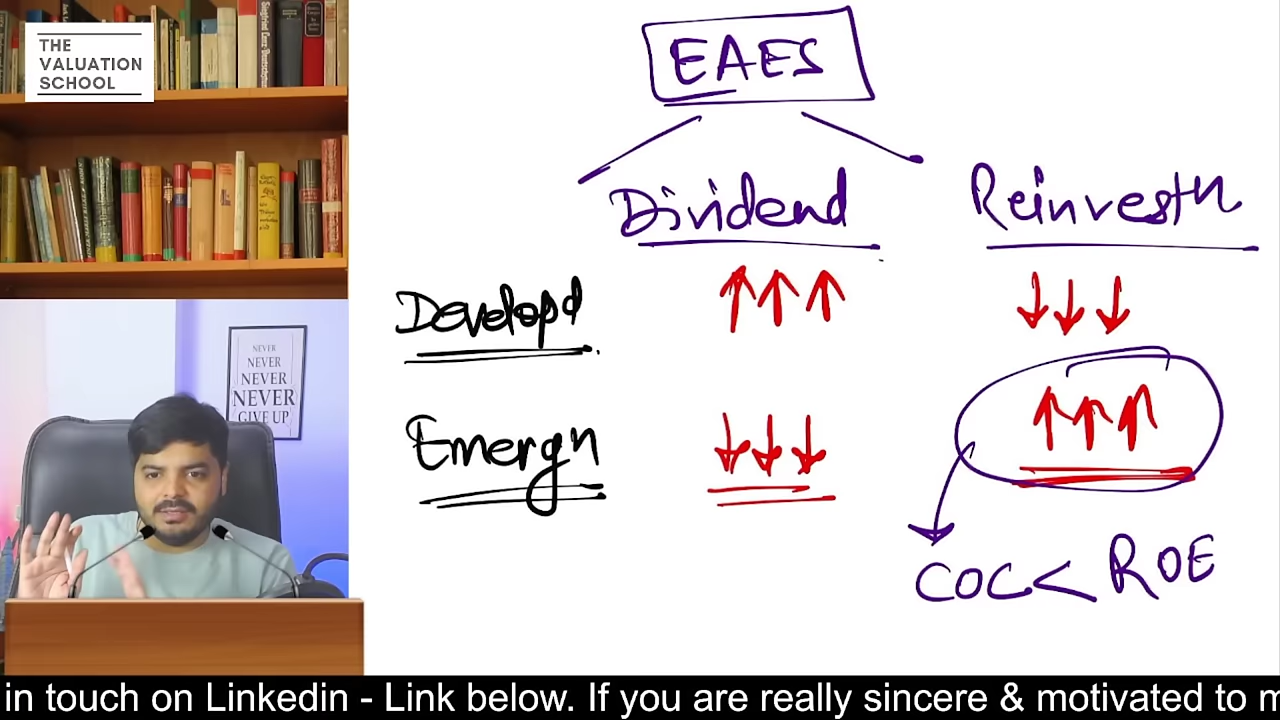 THE
VALUATION
SCHOOL
EAES
Dividend
Reinvestn
Developd
Emergn
COC < ROE
NEVER
NEVER
NEVER
NEVER
GIVE UP
in touch on Linkedin - Link below. If you are really sincere & motivated to m